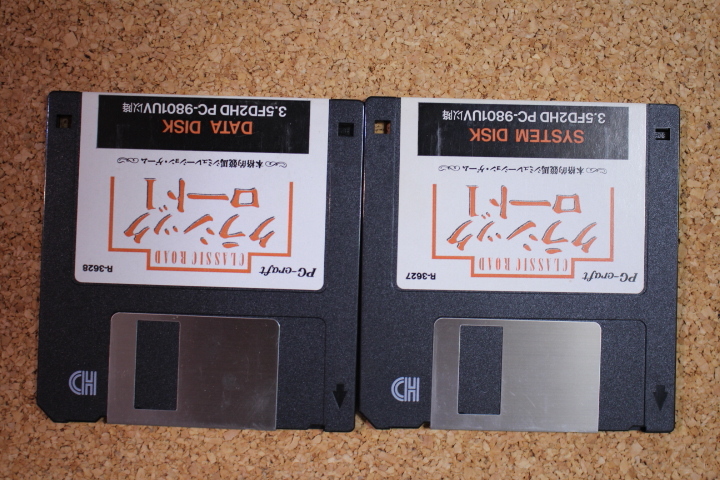 PC-craft
R-3627
CLASSIC ROAD
クラシック
ロード I
本格的競馬シミュレーション・ゲーム
SYSTEM DISK
3.5FD2HD PC-9801UV以降
HD
PC-craft
R-3628
CLASSIC ROAD
クラシック
ロード I
本格的競馬シミュレーション・ゲーム
DATA DISK
3.5FD2HD PC-9801UV以降
HD